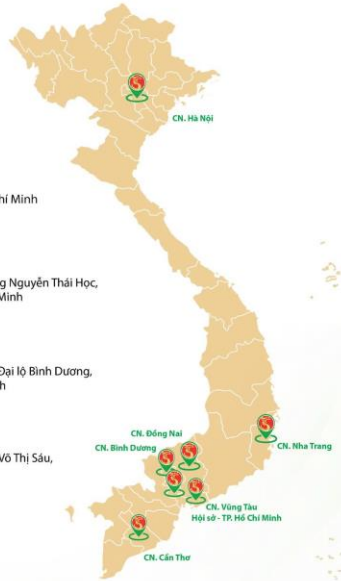 CN. Hà Nội
hí Minh
g Nguyễn Thái Học,
Minh
Đại lộ Bình Dương,
h
CN. Đồng Nai
CN. Bình Dương
CN. Nha Trang
Võ Thị Sáu,
CN. Vũng Tàu
Hội sở - TP. Hồ Chí Minh
CN. Cần Thơ